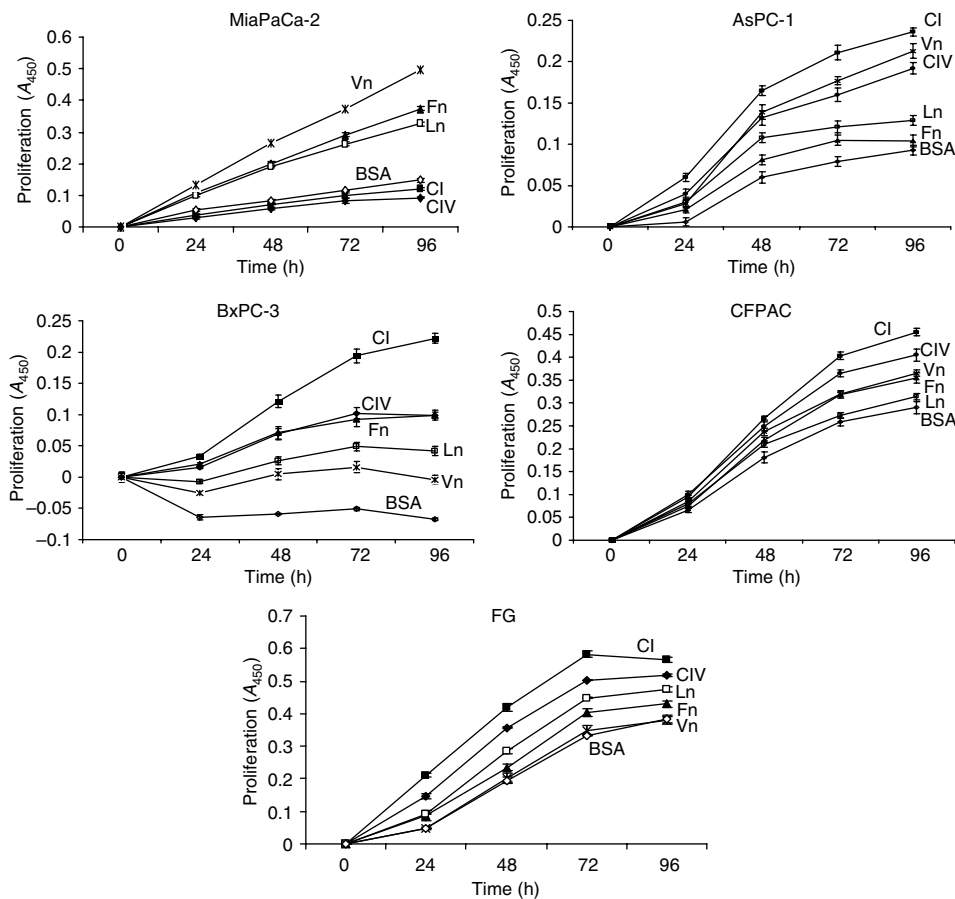 MiaPaCa-2
Proliferation (A450)
0.6
0.5
0.4
0.3
0.2
0.1
0
Vn
Fn
Ln
BSA
CI
CIV
0 24 48 72 96
Time (h)
AsPC-1
Proliferation (A450)
0.25
0.2
0.15
0.1
0.05
0
CI
Vn
CIV
Ln
Fn
BSA
0 24 48 72 96
Time (h)
BxPC-3
Proliferation (A450)
0.25
0.2
0.15
0.1
0.05
0
–0.05
–0.1
CI
CIV
Fn
Ln
Vn
BSA
0 24 48 72 96
Time (h)
CFPAC
Proliferation (A450)
0.5
0.45
0.4
0.35
0.3
0.25
0.2
0.15
0.1
0.05
0
CI
CIV
Vn
Fn
Ln
BSA
0 24 48 72 96
Time (h)
FG
Proliferation (A450)
0.7
0.6
0.5
0.4
0.3
0.2
0.1
0
CI
CIV
Ln
Fn
Vn
BSA
0 24 48 72 96
Time (h)